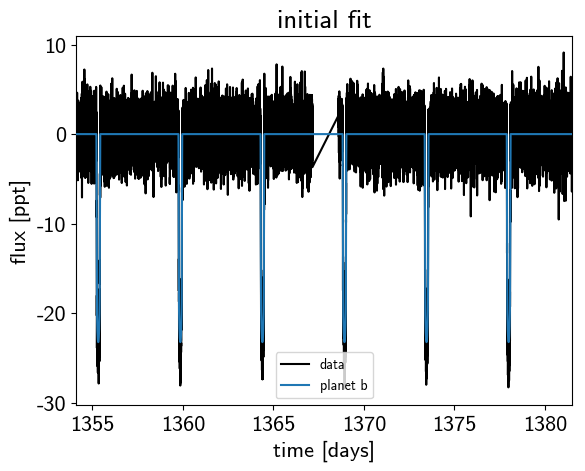 initial fit
flux [ppt]
10
0
-10
-20
-30
data
planet b
1355 1360 1365 1370 1375 1380
time [days]